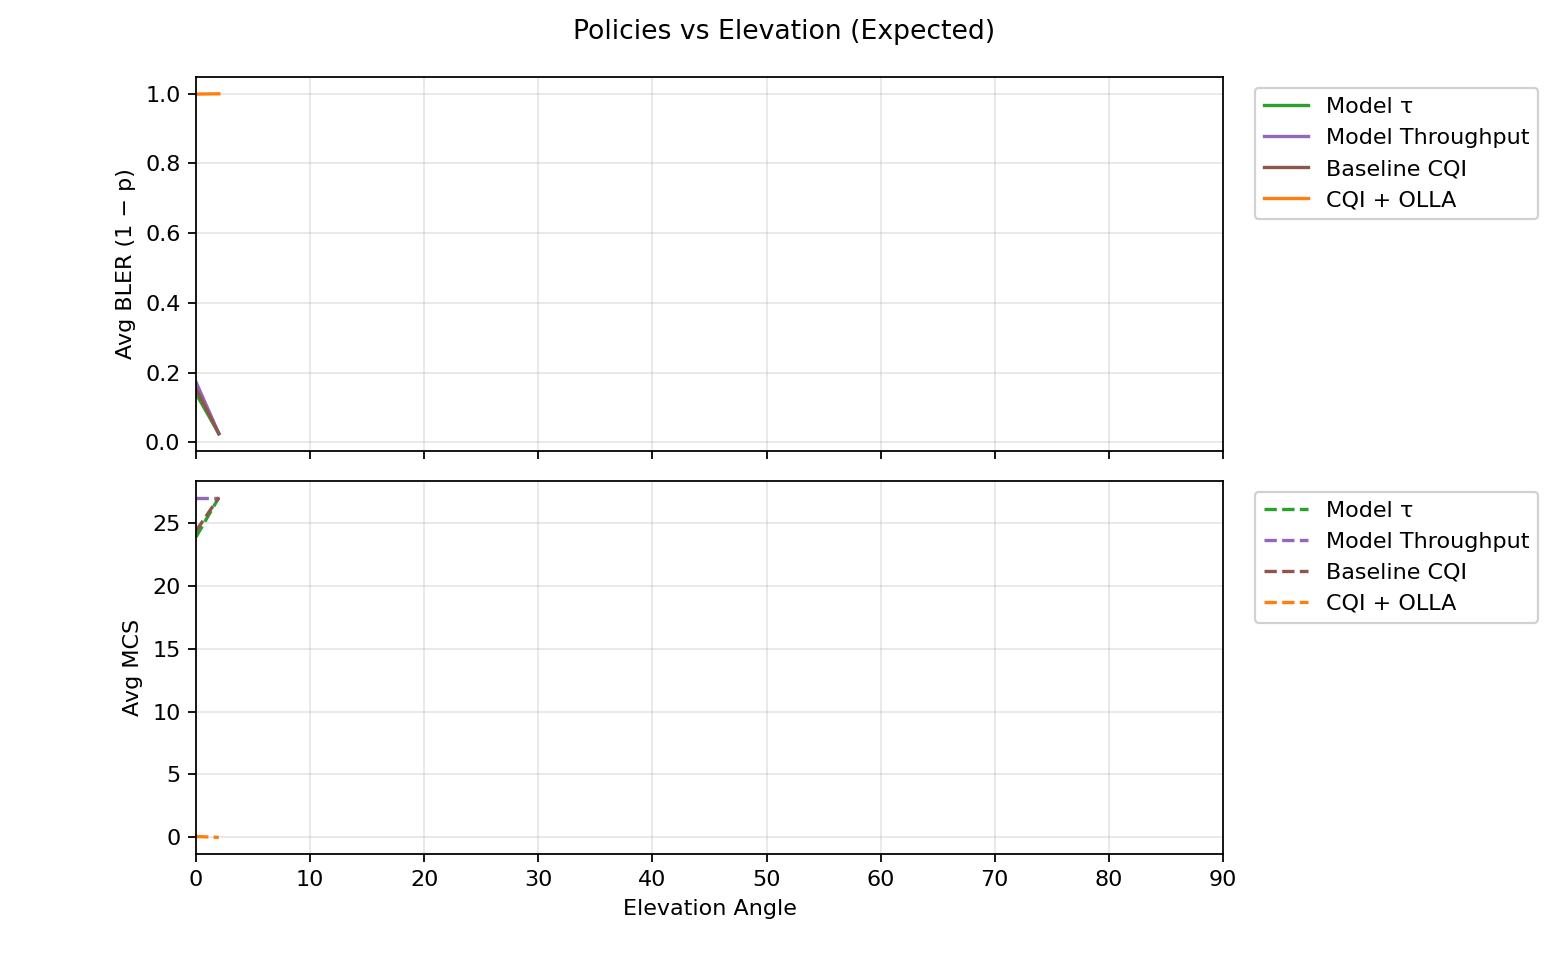 Policies vs Elevation (Expected)
Avg BLER (1 − p)
1.0
0.8
0.6
0.4
0.2
0.0
Model τ
Model Throughput
Baseline CQI
CQI + OLLA
Avg MCS
25
20
15
10
5
0
Model τ
Model Throughput
Baseline CQI
CQI + OLLA
0 10 20 30 40 50 60 70 80 90
Elevation Angle